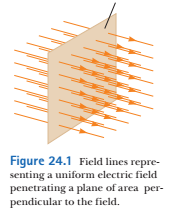 Figure 24.1 Field lines repre-
senting a uniform electric field
penetrating a plane of area per-
pendicular to the field.